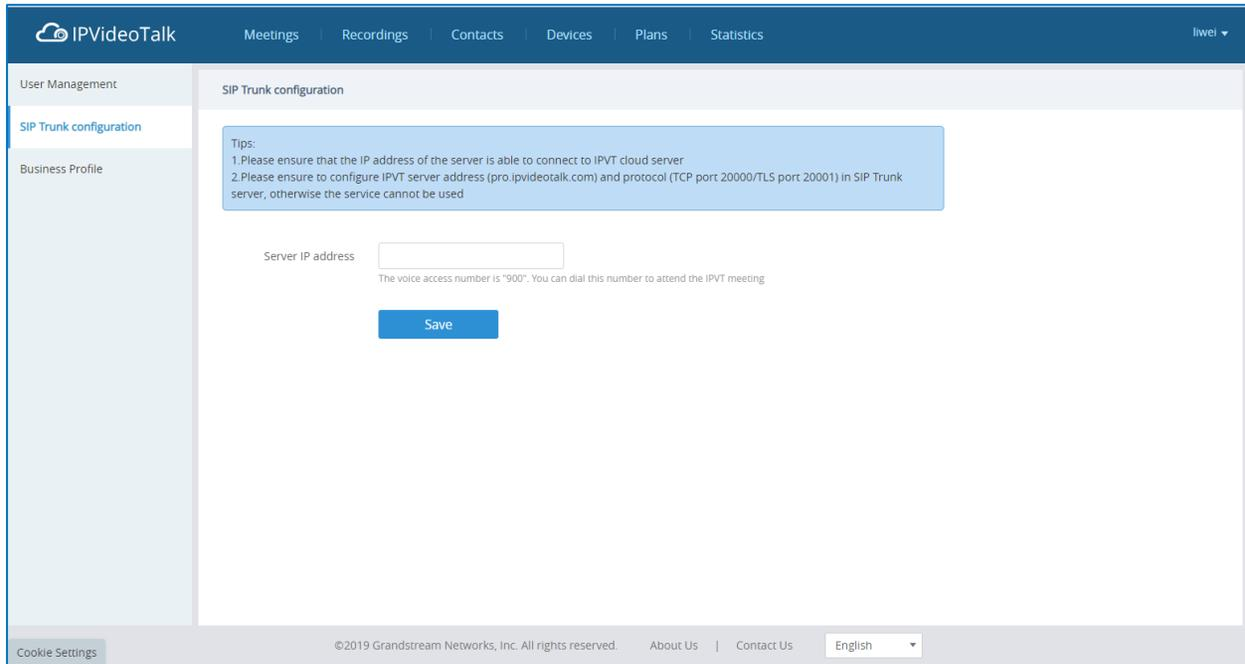 IPVideoTalk
Meetings | Recordings | Contacts | Devices | Plans | Statistics
liwei
User Management
SIP Trunk configuration
Business Profile
SIP Trunk configuration
Tips:
1.Please ensure that the IP address of the server is able to connect to IPVT cloud server
2.Please ensure to configure IPVT server address (pro.ipvideotalk.com) and protocol (TCP port 20000/TLS port 20001) in SIP Trunk
server, otherwise the service cannot be used
Server IP address
The voice access number is "900". You can dial this number to attend the IPVT meeting
Save
Cookie Settings
©2019 Grandstream Networks, Inc. All rights reserved. About Us | Contact Us English